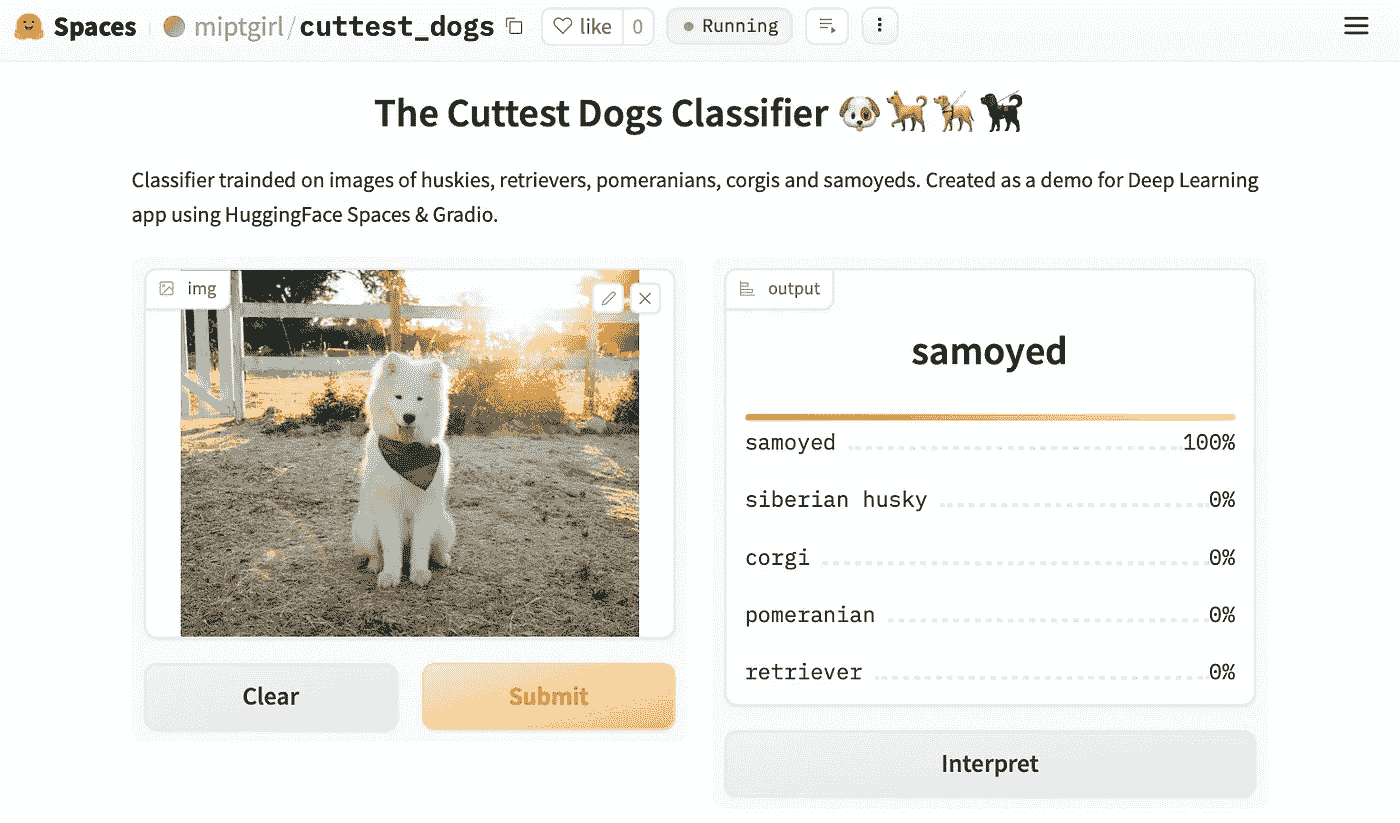 Spaces miptgirl/cuttest_dogs like 0 Running
The Cuttest Dogs Classifier 🐶🐕🦮🐕‍🦺
Classifier trainded on images of huskies, retrievers, pomeranians, corgis and samoyeds. Created as a demo for Deep Learning
app using HuggingFace Spaces & Gradio.
img
output
samoyed
samoyed 100%
siberian husky 0%
corgi 0%
pomeranian 0%
retriever 0%
Clear Submit
Interpret